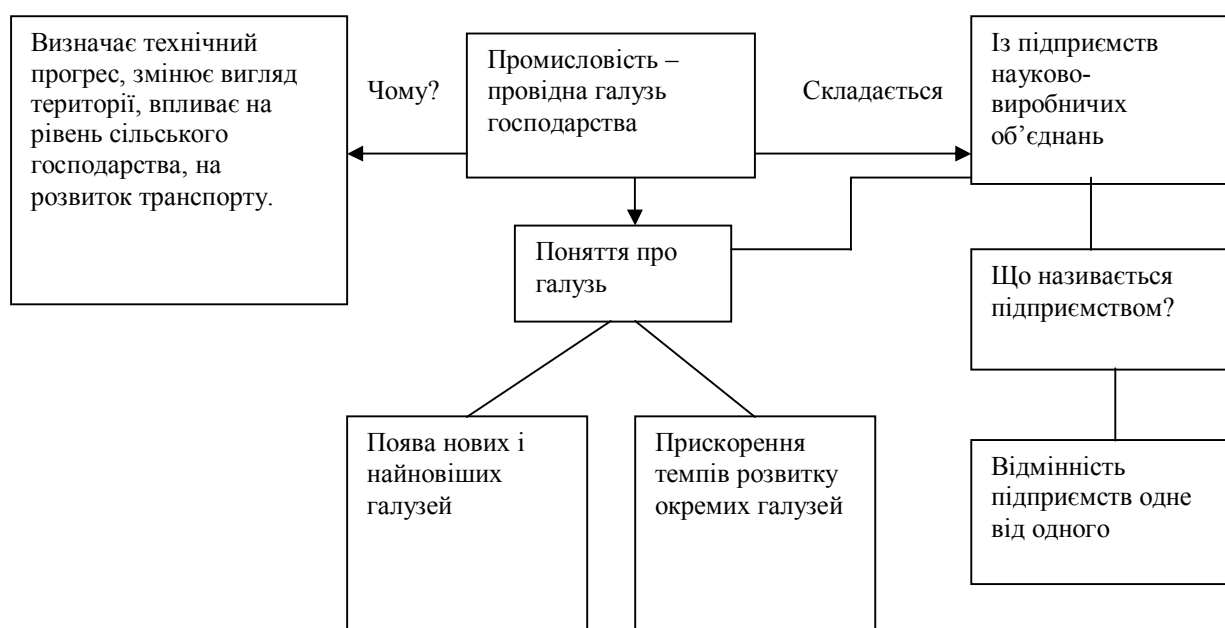 Визначає технічний
прогрес, змінює вигляд
території, впливає на
рівень сільського
господарства, на
розвиток транспорту.
Чому?
Промисловість –
провідна галузь
господарства
Складається
Із підприємств
науково-
виробничих
об’єднань
Поняття про
галузь
Що називається
підприємством?
Поява нових і
найновіших
галузей
Прискорення
темпів розвитку
окремих галузей
Відмінність
підприємств одне
від одного